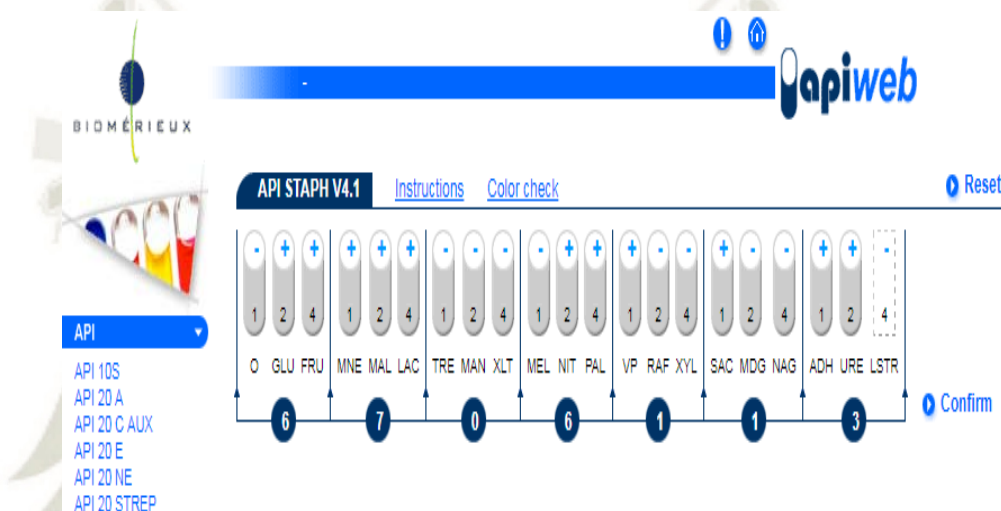 ! 
-
apiweb
BIOMÉRIEUX
API STAPH V4.1 Instructions Color check Reset
- + + + + + - - - - + + + - - + - - + + -
1 2 4 1 2 4 1 2 4 1 2 4 1 2 4 1 2 4 1 2 4
O GLU FRU MNE MAL LAC TRE MAN XLT MEL NIT PAL VP RAF XYL SAC MDG NAG ADH URE LSTR
6 7 0 6 1 1 3
Confirm
API
API 10S
API 20 A
API 20 C AUX
API 20 E
API 20 NE
API 20 STREP